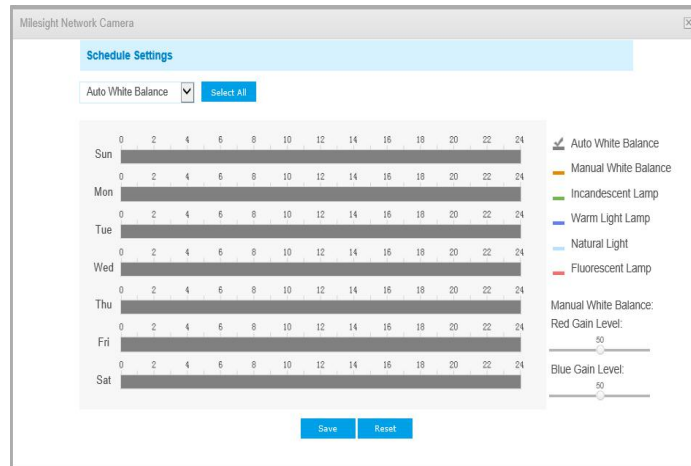 Milesight Network Camera
Schedule Settings
Auto White Balance Select All
0 2 4 6 8 10 12 14 16 18 20 22 24
Sun
0 2 4 6 8 10 12 14 16 18 20 22 24
Mon
0 2 4 6 8 10 12 14 16 18 20 22 24
Tue
0 2 4 6 8 10 12 14 16 18 20 22 24
Wed
0 2 4 6 8 10 12 14 16 18 20 22 24
Thu
0 2 4 6 8 10 12 14 16 18 20 22 24
Fri
0 2 4 6 8 10 12 14 16 18 20 22 24
Sat
Auto White Balance
Manual White Balance
Incandescent Lamp
Warm Light Lamp
Natural Light
Fluorescent Lamp
Manual White Balance:
Red Gain Level:
50
Blue Gain Level:
50
Save Reset